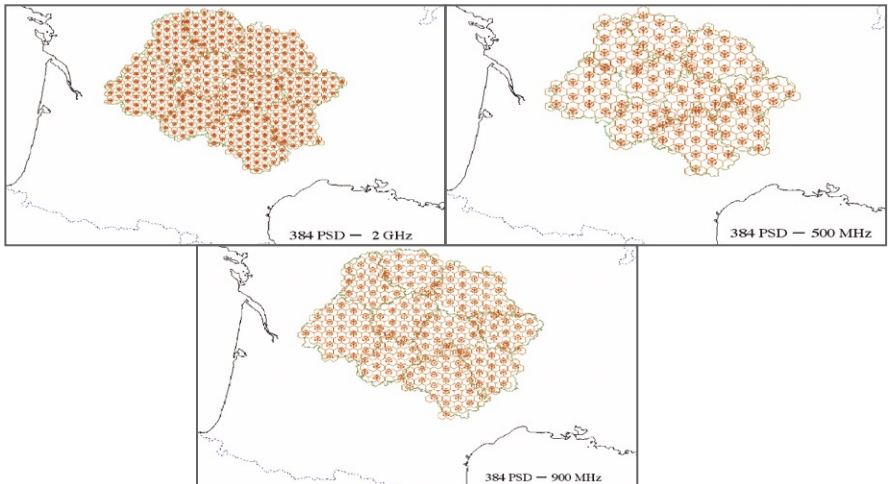 384 PSD — 2 GHz
384 PSD — 500 MHz
384 PSD — 900 MHz